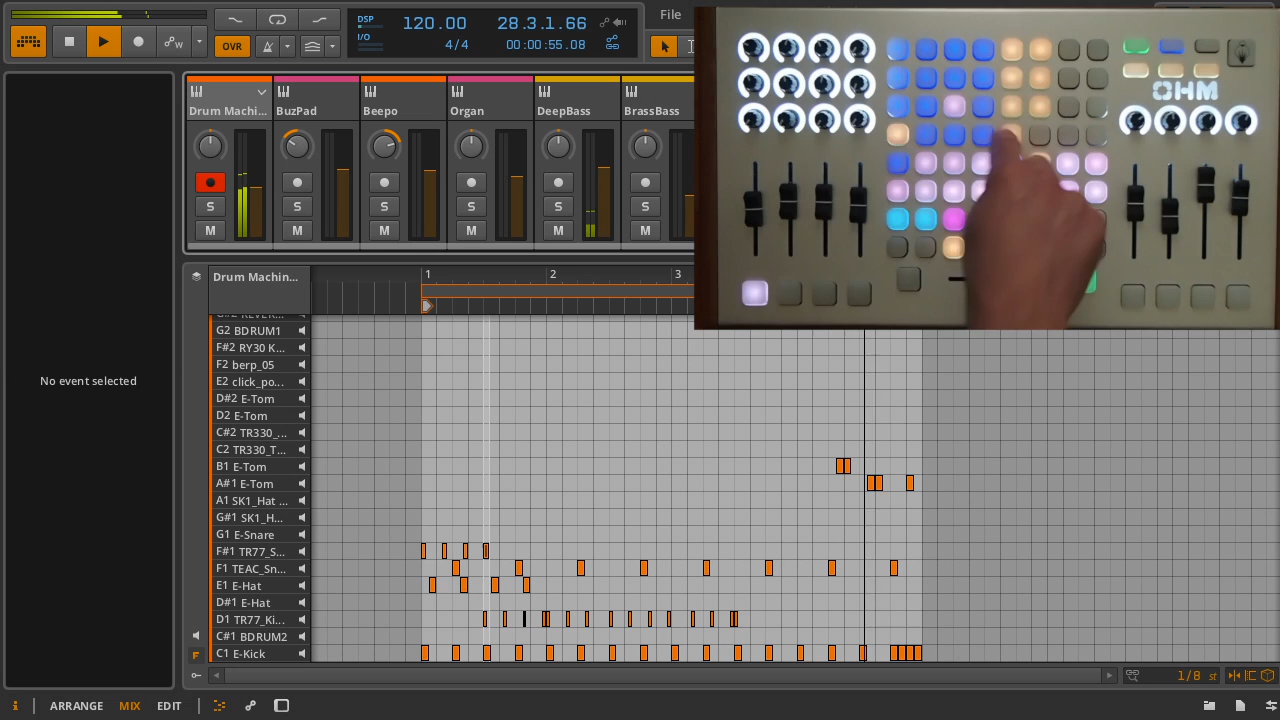 DSP
I/O
120.00
28.3.1.66
4/4
00:00:55.08
File
OVR
OHM
Drum Machi...
BuzPad
Beepo
Organ
DeepBass
BrassBass
S S S S S S
M M M M M M
Drum Machin...
1 2 3
No event selected
G2 BDRUM1
F#2 RY30 K...
F2 berp_05
E2 click_po...
D#2 E-Tom
D2 E-Tom
C#2 TR330_...
C2 TR330_T...
B1 E-Tom
A#1 E-Tom
A1 SK1_Hat ...
G#1 SK1_H...
G1 E-Snare
F#1 TR77_S...
F1 TEAC_Sn...
E1 E-Hat
D#1 E-Hat
D1 TR77_Ki...
C#1 BDRUM2
C1 E-Kick
F
1/8 st
i
ARRANGE
MIX
EDIT